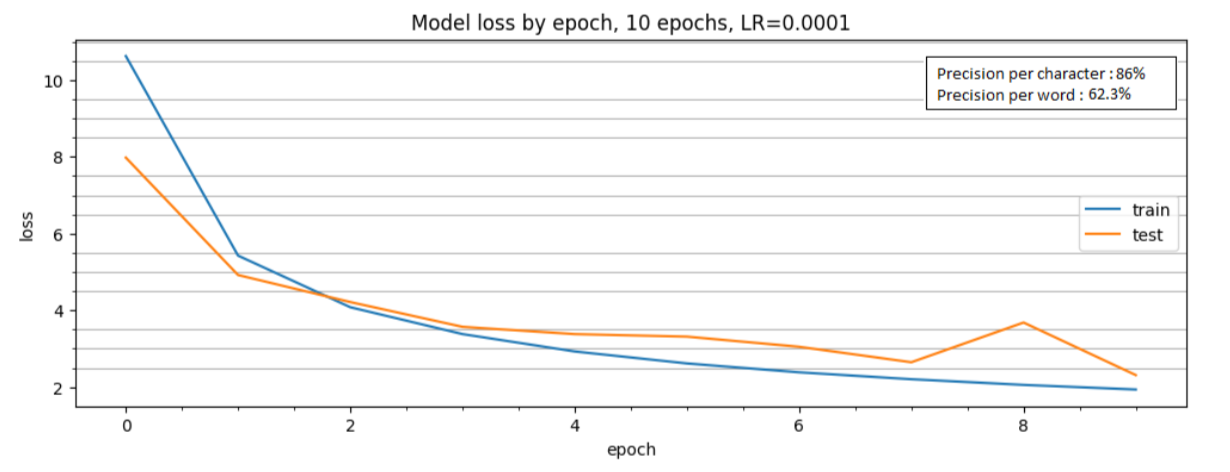 Model loss by epoch, 10 epochs, LR=0.0001
Precision per character : 86%
Precision per word : 62.3%
10
8
6
4
2
loss
train
test
0 2 4 6 8
epoch